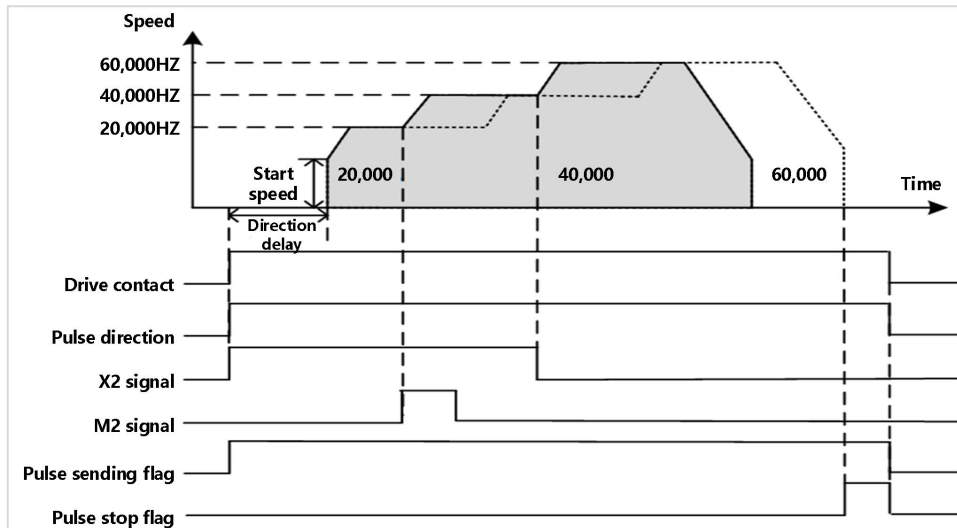 Speed
60,000HZ
40,000HZ
20,000HZ
Start
speed
20,000
40,000
60,000
Time
Direction
delay
Drive contact
Pulse direction
X2 signal
M2 signal
Pulse sending flag
Pulse stop flag